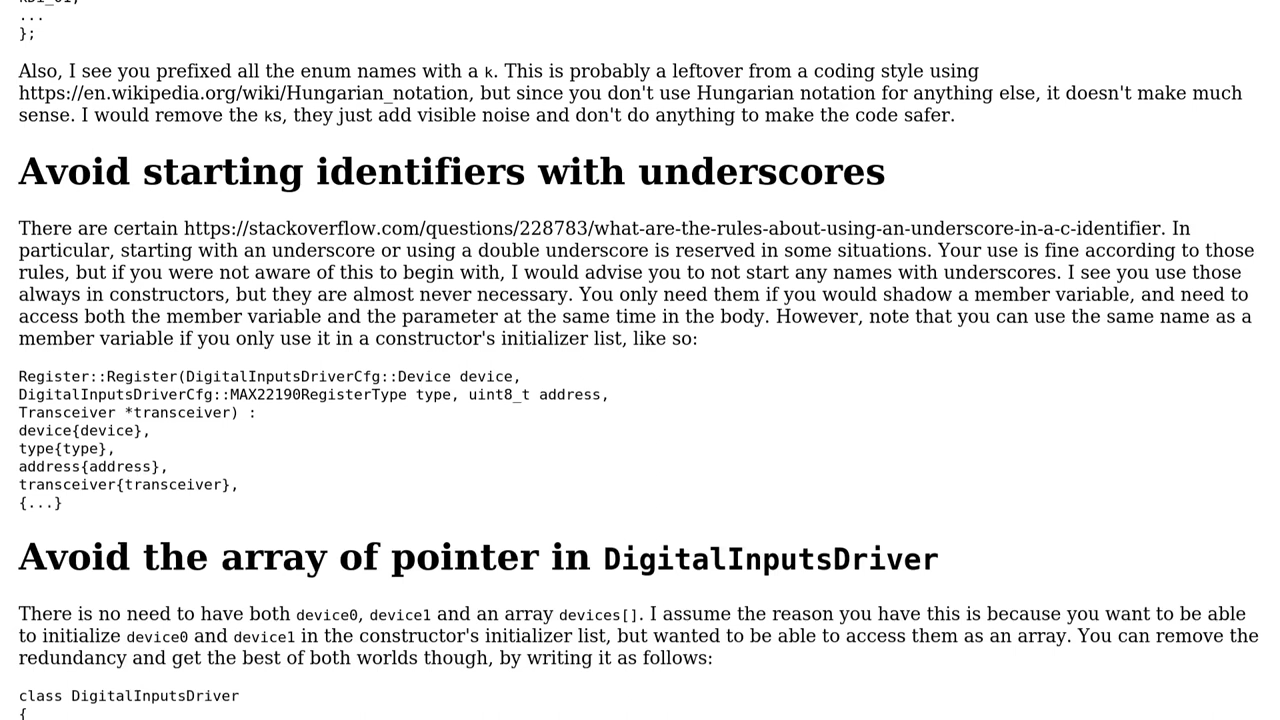 ...
};
Also, I see you prefixed all the enum names with a k. This is probably a leftover from a coding style using
https://en.wikipedia.org/wiki/Hungarian_notation, but since you don't use Hungarian notation for anything else, it doesn't make much
sense. I would remove the ks, they just add visible noise and don't do anything to make the code safer.
Avoid starting identifiers with underscores
There are certain https://stackoverflow.com/questions/228783/what-are-the-rules-about-using-an-underscore-in-a-c-identifier. In
particular, starting with an underscore or using a double underscore is reserved in some situations. Your use is fine according to those
rules, but if you were not aware of this to begin with, I would advise you to not start any names with underscores. I see you use those
always in constructors, but they are almost never necessary. You only need them if you would shadow a member variable, and need to
access both the member variable and the parameter at the same time in the body. However, note that you can use the same name as a
member variable if you only use it in a constructor's initializer list, like so:
Register::Register(DigitalInputsDriverCfg::Device device,
DigitalInputsDriverCfg::MAX22190RegisterType type, uint8_t address,
Transceiver *transceiver) :
device{device},
type{type},
address{address},
transceiver{transceiver},
{...}
Avoid the array of pointer in DigitalInputsDriver
There is no need to have both device0, device1 and an array devices[]. I assume the reason you have this is because you want to be able
to initialize device0 and device1 in the constructor's initializer list, but wanted to be able to access them as an array. You can remove the
redundancy and get the best of both worlds though, by writing it as follows:
class DigitalInputsDriver
{